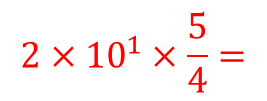 2 × 10¹ × 5/4 =